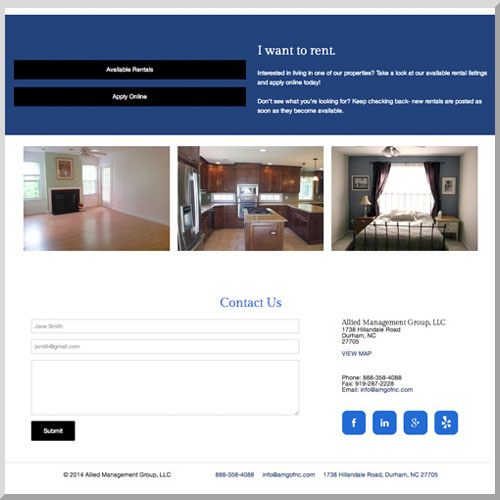 I want to rent.
Available Rentals
Apply Online
Interested in living in one of our properties? Take a look at our available rental listings
and apply online today!
Don't see what you're looking for? Keep checking back- new rentals are posted as
soon as they become available.
Contact Us
Jane Smith
jsmith@gmail.com
Submit
Allied Management Group, LLC
1738 Hillandale Road
Durham, NC
27705
VIEW MAP
Phone: 888-358-4088
Fax: 919-287-2228
Email: info@amgofnc.com
f in g+
© 2014 Allied Management Group, LLC 888-358-4088 info@amgofnc.com 1738 Hillandale Road, Durham, NC 27705